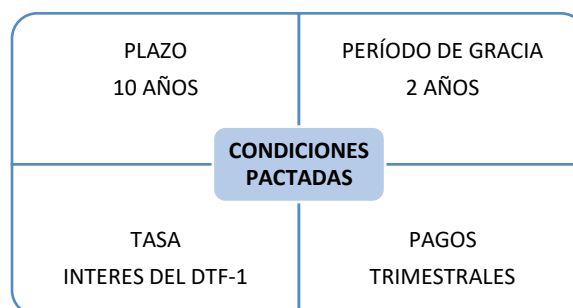 PLAZO
10 AÑOS
PERÍODO DE GRACIA
2 AÑOS
CONDICIONES
PACTADAS
TASA
INTERES DEL DTF-1
PAGOS
TRIMESTRALES